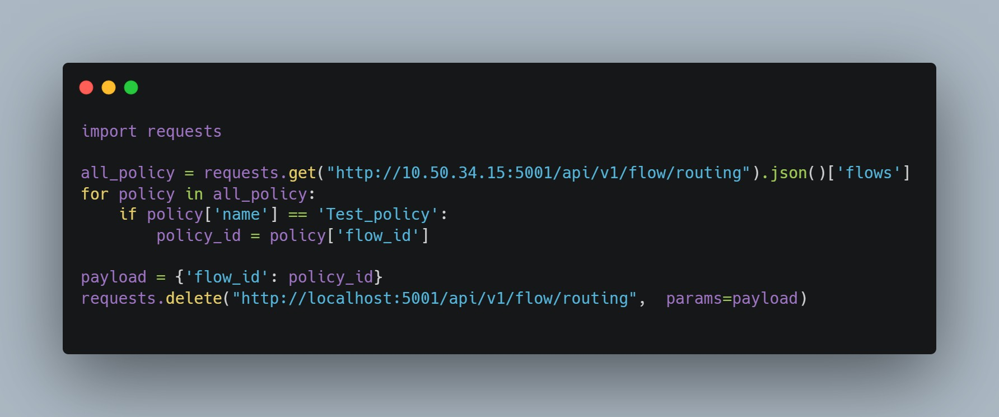 import requests

all_policy = requests.get("http://10.50.34.15:5001/api/v1/flow/routing").json()['flows']
for policy in all_policy:
    if policy['name'] == 'Test_policy':
        policy_id = policy['flow_id']

payload = {'flow_id': policy_id}
requests.delete("http://localhost:5001/api/v1/flow/routing",  params=payload)